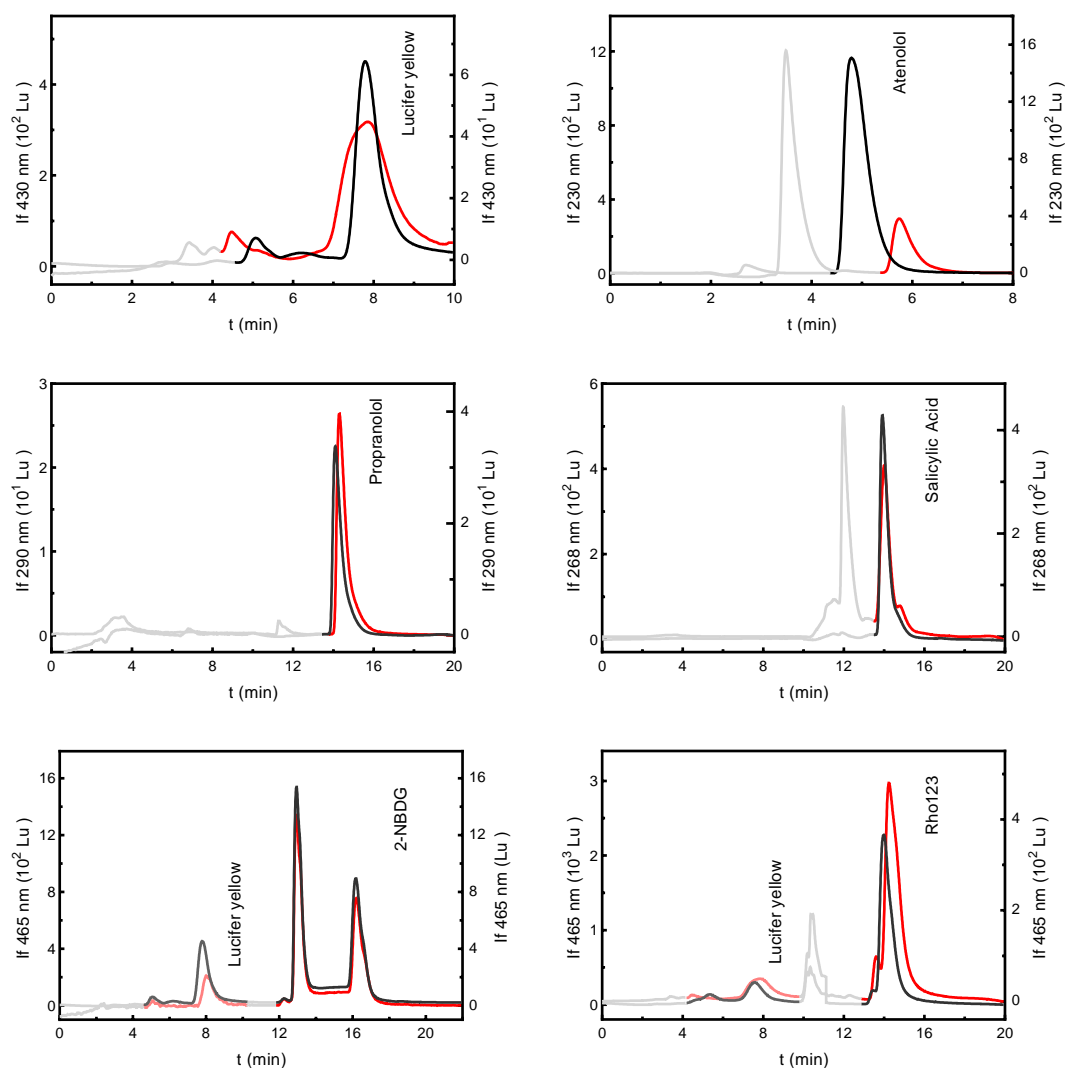 If 430 nm (10² Lu )
4
2
0
Lucifer yellow
6
4
2
0
If 430 nm (10¹ Lu )
0 2 4 6 8 10
t (min)
If 230 nm (10² Lu )
12
8
4
0
Atenolol
16
12
8
4
0
If 230 nm (10² Lu )
0 2 4 6 8
t (min)
If 290 nm (10¹ Lu )
3
2
1
0
Propranolol
4
2
0
If 290 nm (10¹ Lu )
0 4 8 12 16 20
t (min)
If 268 nm (10² Lu )
6
4
2
0
Salicylic Acid
4
2
0
If 268 nm (10² Lu )
0 4 8 12 16 20
t (min)
If 465 nm (10² Lu )
16
12
8
4
0
Lucifer yellow
2-NBDG
16
12
8
4
0
If 465 nm (Lu )
0 4 8 12 16 20
t (min)
If 465 nm (10³ Lu )
3
2
1
0
Lucifer yellow
Rho123
4
2
0
If 465 nm (10² Lu )
0 4 8 12 16 20
t (min)